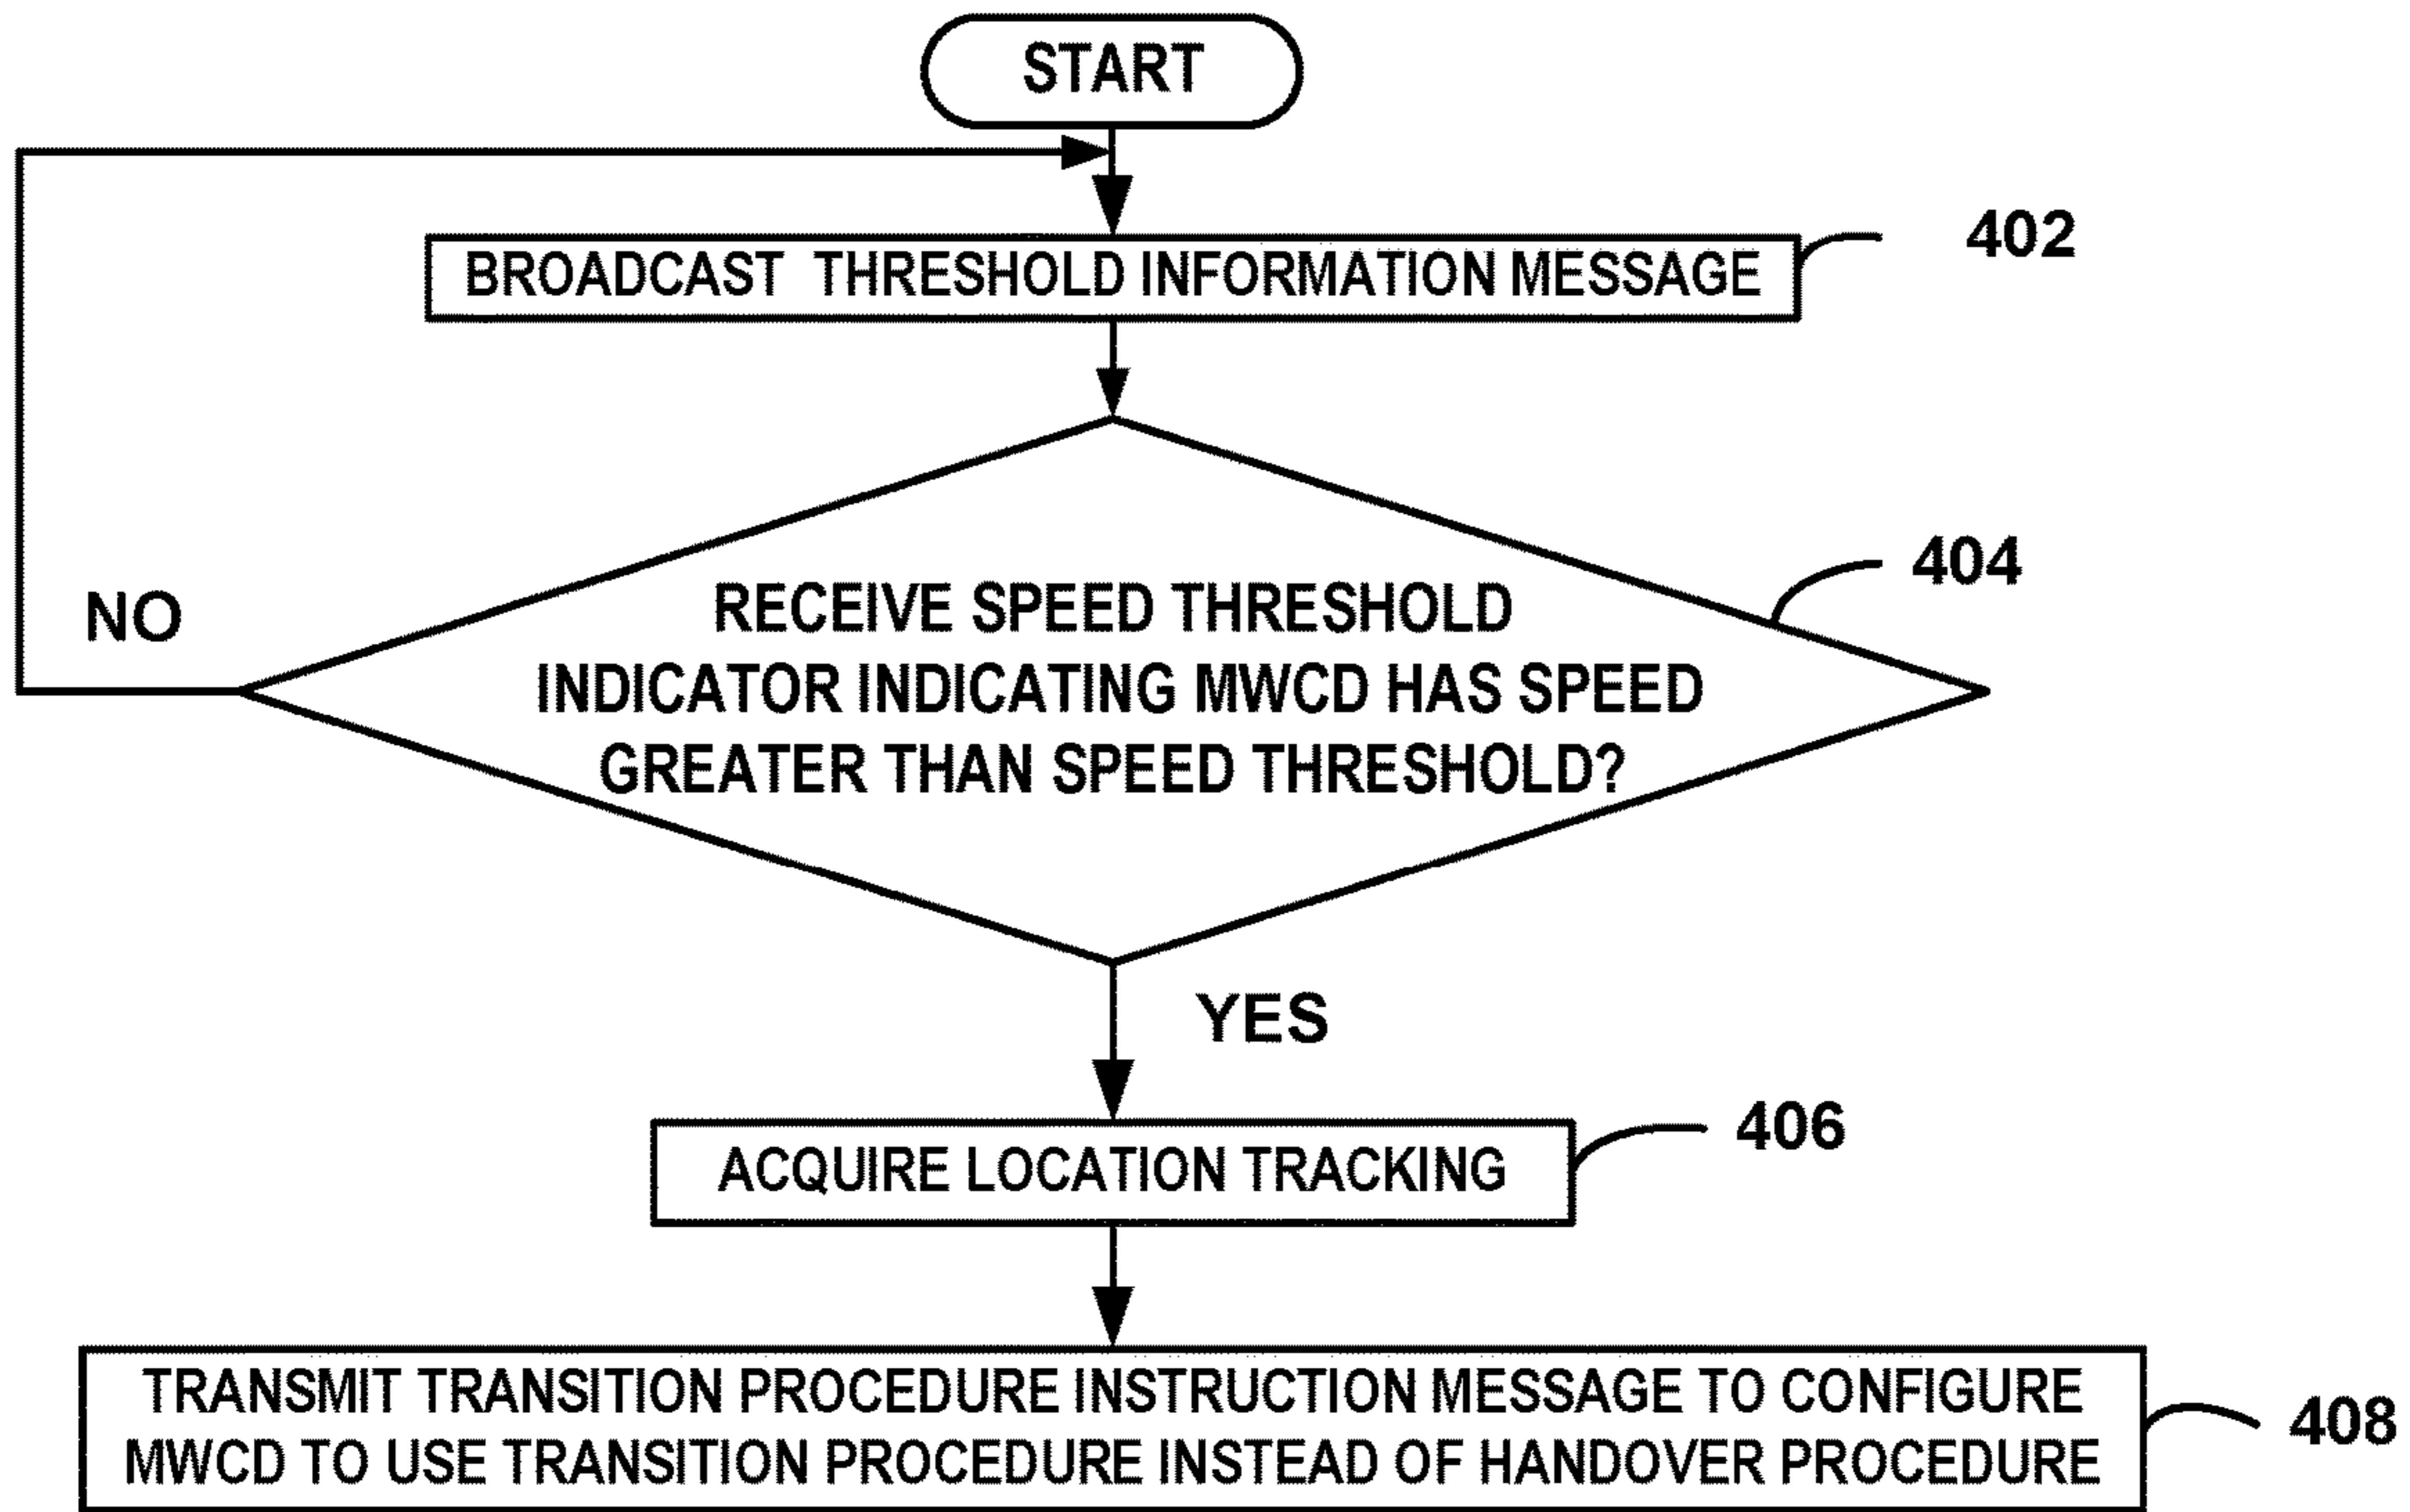 START
BROADCAST THRESHOLD INFORMATION MESSAGE
402
404
RECEIVE SPEED THRESHOLD
INDICATOR INDICATING MWCD HAS SPEED
GREATER THAN SPEED THRESHOLD?
NO
YES
ACQUIRE LOCATION TRACKING
406
TRANSMIT TRANSITION PROCEDURE INSTRUCTION MESSAGE TO CONFIGURE
MWCD TO USE TRANSITION PROCEDURE INSTEAD OF HANDOVER PROCEDURE
408